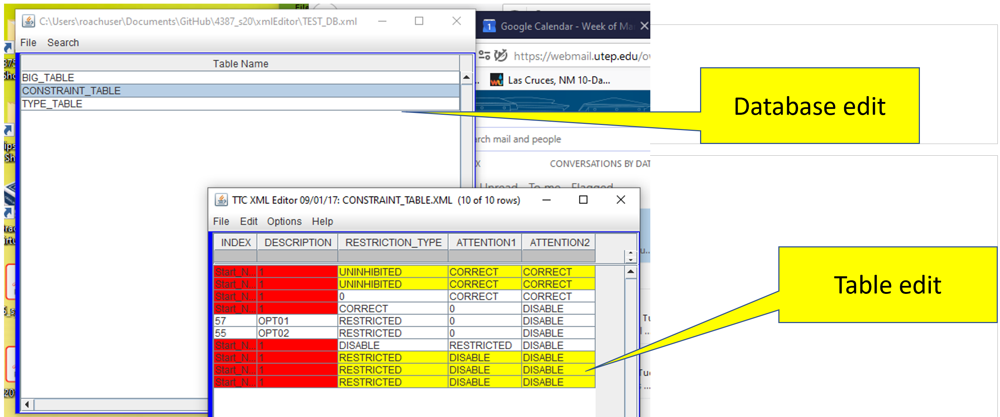 File
C:\Users\roachuser\Documents\GitHub\4387_s20\xmlEditor\TEST_DB.xml
File Search
Table Name
BIG_TABLE
CONSTRAINT_TABLE
TYPE_TABLE
Google Calendar - Week of Ma
https://webmail.utep.edu/o
Las Cruces, NM 10-Da...
Database edit
mail and people
CONVERSATIONS BY DAT
Unread To me Flagged
TTC XML Editor 09/01/17: CONSTRAINT_TABLE.XML (10 of 10 rows)
File Edit Options Help
INDEX DESCRIPTION RESTRICTION_TYPE ATTENTION1 ATTENTION2
Start_N... 1 UNINHIBITED CORRECT CORRECT
Start_N... 1 UNINHIBITED CORRECT CORRECT
Start_N... 1 0 CORRECT CORRECT
Start_N... 1 CORRECT 0 DISABLE
57 OPT01 RESTRICTED 0 DISABLE
55 OPT02 RESTRICTED 0 DISABLE
Start_N... 1 DISABLE RESTRICTED DISABLE
Start_N... 1 RESTRICTED DISABLE DISABLE
Start_N... 1 RESTRICTED DISABLE DISABLE
Start_N... 1 RESTRICTED DISABLE DISABLE
Table edit